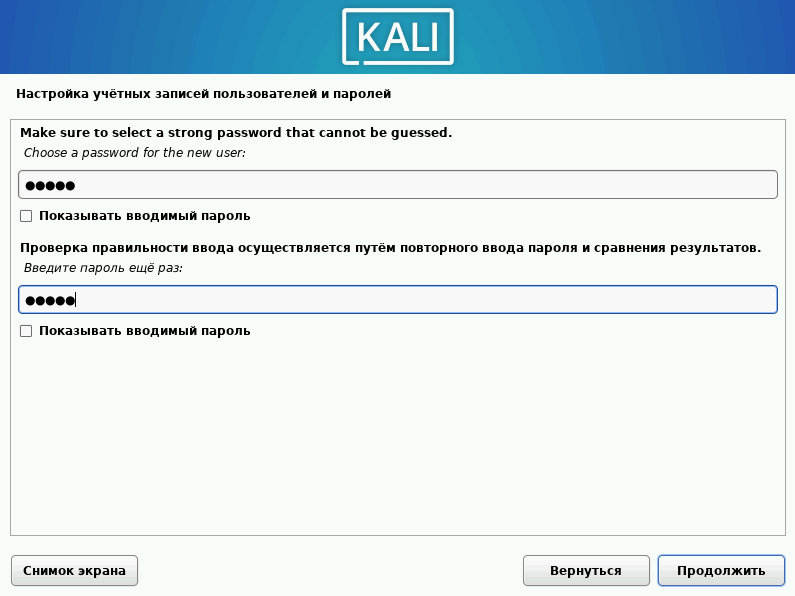 KALI
Настройка учётных записей пользователей и паролей
Make sure to select a strong password that cannot be guessed.
Choose a password for the new user:
●●●●●
Показывать вводимый пароль
Проверка правильности ввода осуществляется путём повторного ввода пароля и сравнения результатов.
Введите пароль ещё раз:
●●●●●
Показывать вводимый пароль
Снимок экрана
Вернуться
Продолжить